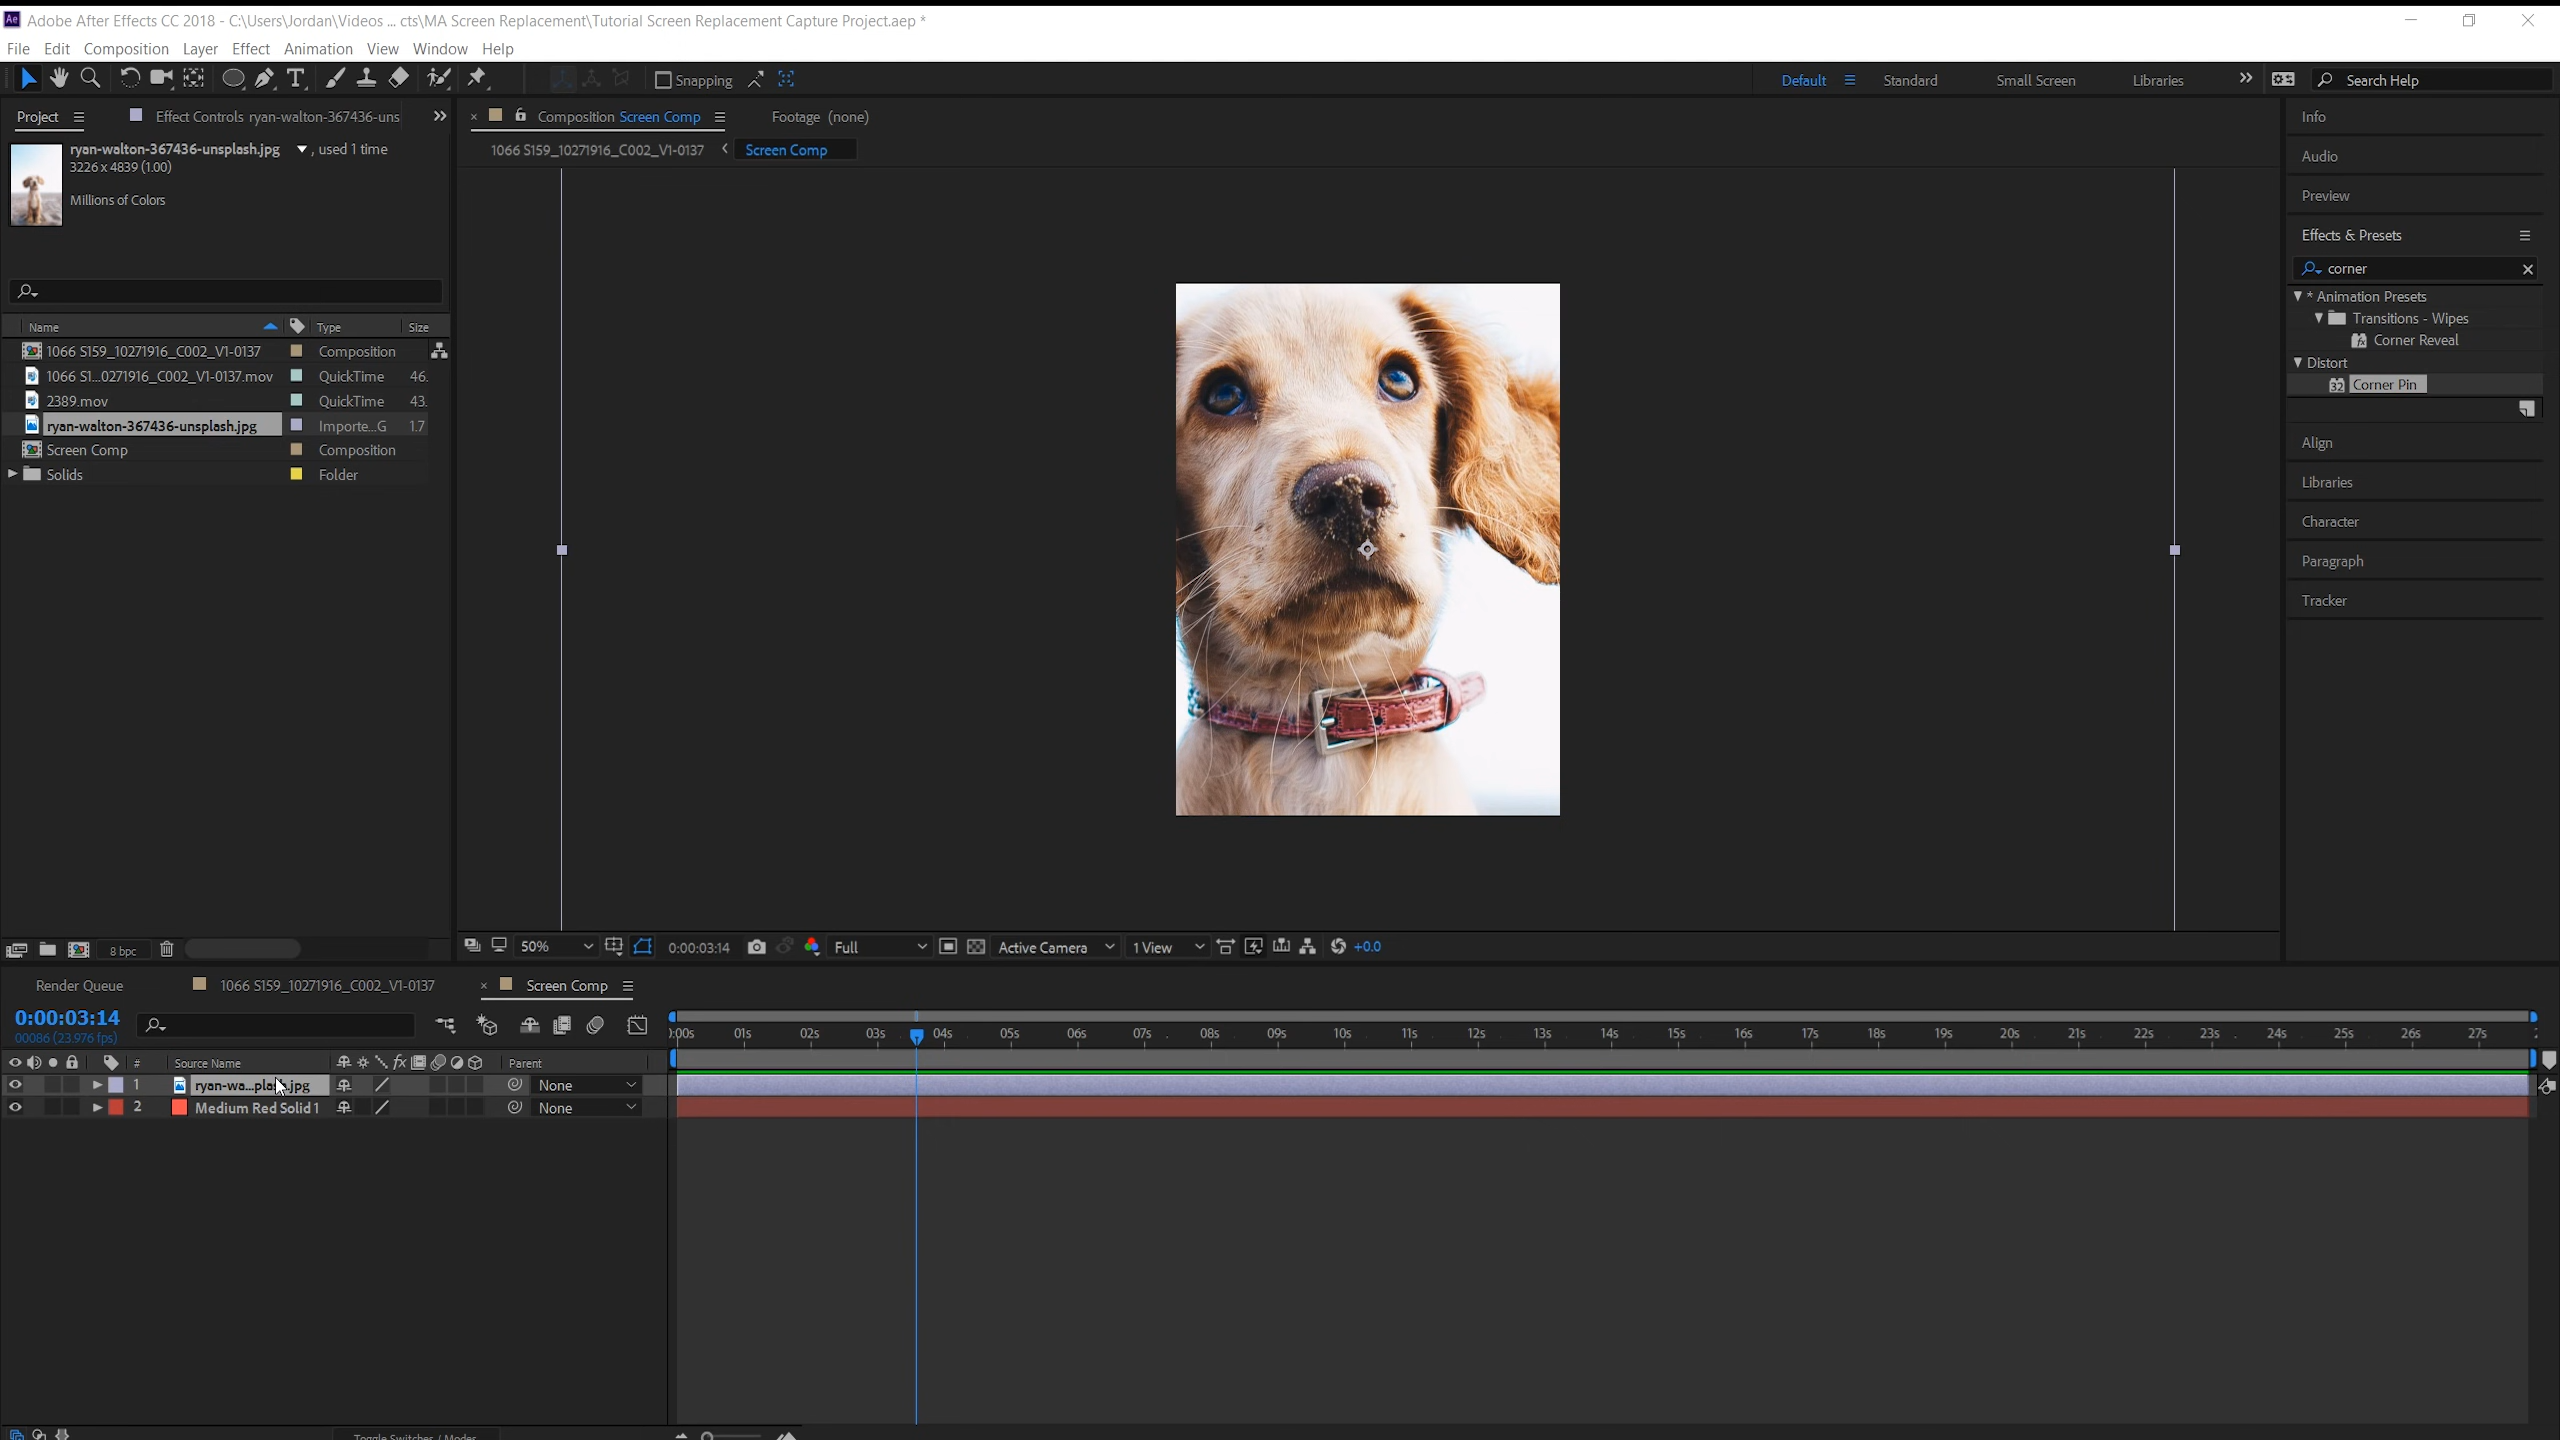 Adobe After Effects CC 2018 - C:\Users\Jordan\Videos ... cts\MA Screen Replacement\Tutorial Screen Replacement Capture Project.aep *
File Edit Composition Layer Effect Animation View Window Help
Snapping Default Standard Small Screen Libraries Search Help
Project Effect Controls ryan-walton-367436-uns
ryan-walton-367436-unsplash.jpg , used 1 time
3226 x 4839 (1.00)
Millions of Colors
Name Type Size
1066 S159_10271916_C002_V1-0137 Composition
1066 S1...0271916_C002_V1-0137.mov QuickTime 46.
2389.mov QuickTime 43.
ryan-walton-367436-unsplash.jpg Importe...G 1.7
Screen Comp Composition
Solids Folder
8 bpc
Composition Screen Comp Footage (none)
1066 S159_10271916_C002_V1-0137 Screen Comp
50% 0:00:03:14 Full Active Camera 1 View +0.0
Info
Audio
Preview
Effects & Presets
corner
* Animation Presets
Transitions - Wipes
Corner Reveal
Distort
32 Corner Pin
Align
Libraries
Character
Paragraph
Tracker
Render Queue 1066 S159_10271916_C002_V1-0137 Screen Comp
0:00:03:14
00086 (23.976 fps)
):00s 01s 02s 03s 04s 05s 06s 07s 08s 09s 10s 11s 12s 13s 14s 15s 16s 17s 18s 19s 20s 21s 22s 23s 24s 25s 26s 27s
# Source Name fx Parent
1 ryan-wa...plash.jpg None
2 Medium Red Solid 1 None
Toggle Switches / Modes